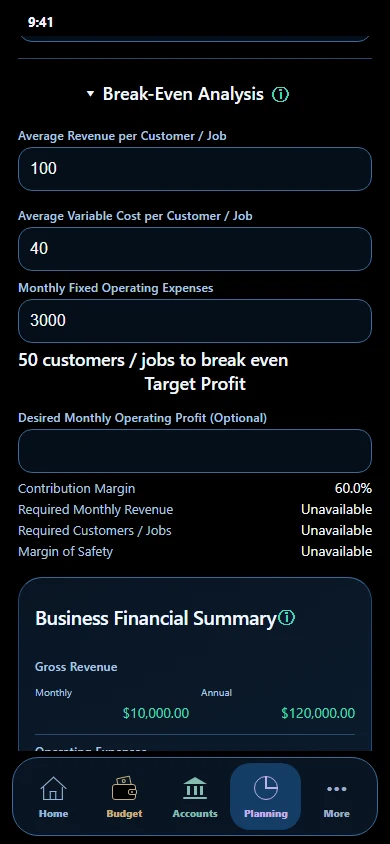 9:41
Break-Even Analysis
Average Revenue per Customer / Job
100
Average Variable Cost per Customer / Job
40
Monthly Fixed Operating Expenses
3000
50 customers / jobs to break even
Target Profit
Desired Monthly Operating Profit (Optional)
Contribution Margin 60.0%
Required Monthly Revenue Unavailable
Required Customers / Jobs Unavailable
Margin of Safety Unavailable
Business Financial Summary
Gross Revenue
Monthly Annual
$10,000.00 $120,000.00
Operating Expenses
Home Budget Accounts Planning More